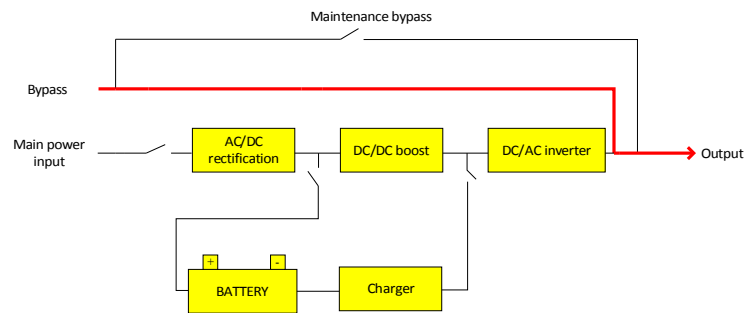 Maintenance bypass
Bypass
Main power
input
AC/DC
rectification
DC/DC boost
DC/AC inverter
Output
+
-
BATTERY
Charger